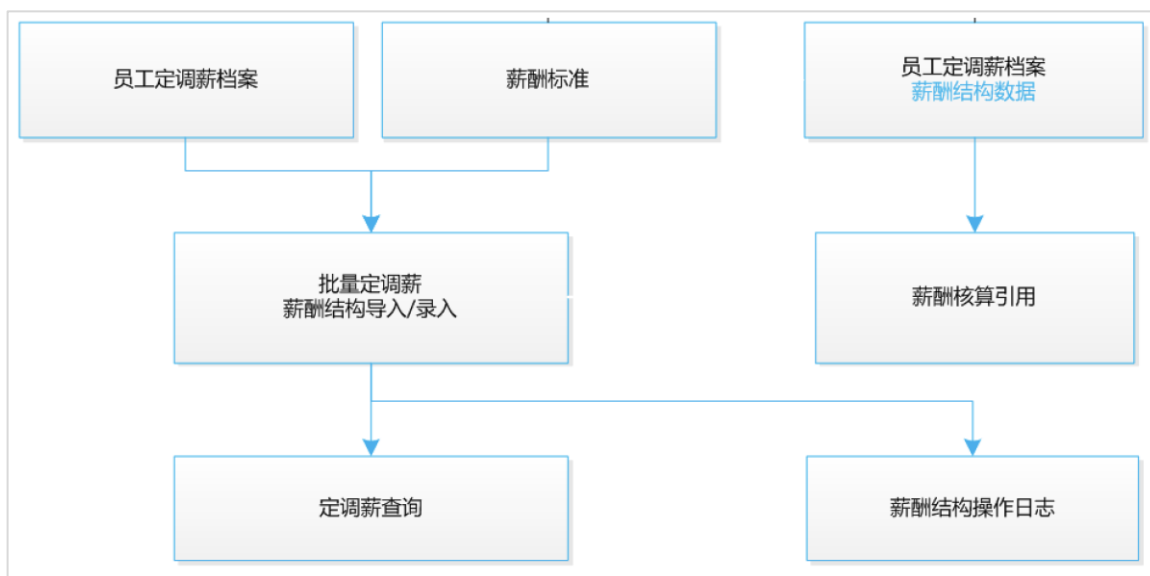 员工定调薪档案
薪酬标准
员工定调薪档案
薪酬结构数据
批量定调薪
薪酬结构导入/录入
薪酬核算引用
定调薪查询
薪酬结构操作日志